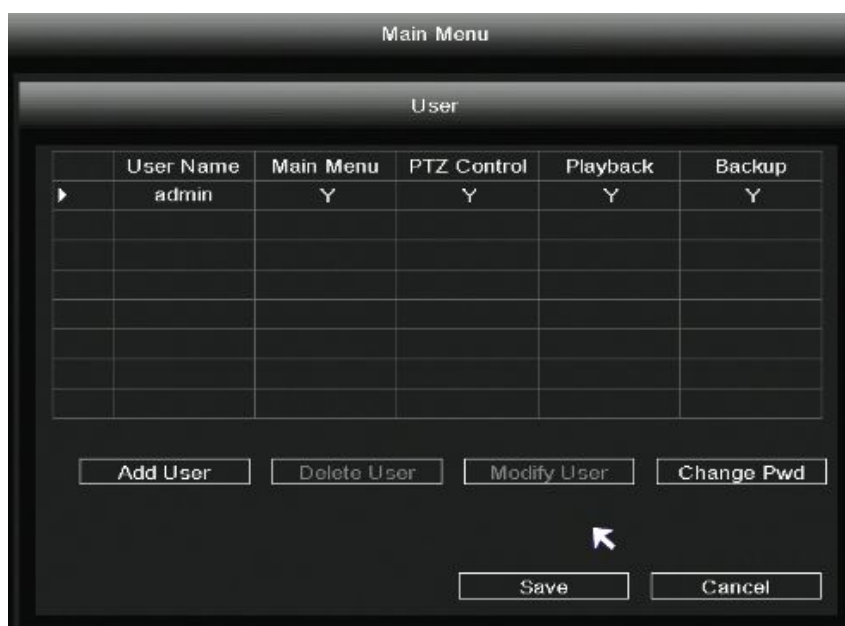 Main Menu
User
User Name Main Menu PTZ Control Playback Backup
admin Y Y Y Y
Add User Delete User Modify User Change Pwd
Save Cancel